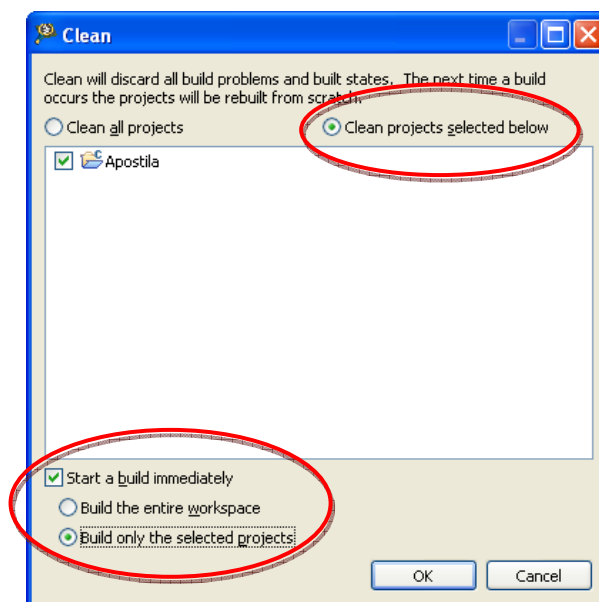 Clean
Clean will discard all build problems and built states. The next time a build
occurs the projects will be rebuilt from scratch.
Clean all projects Clean projects selected below
Apostila
Start a build immediately
Build the entire workspace
Build only the selected projects
OK Cancel